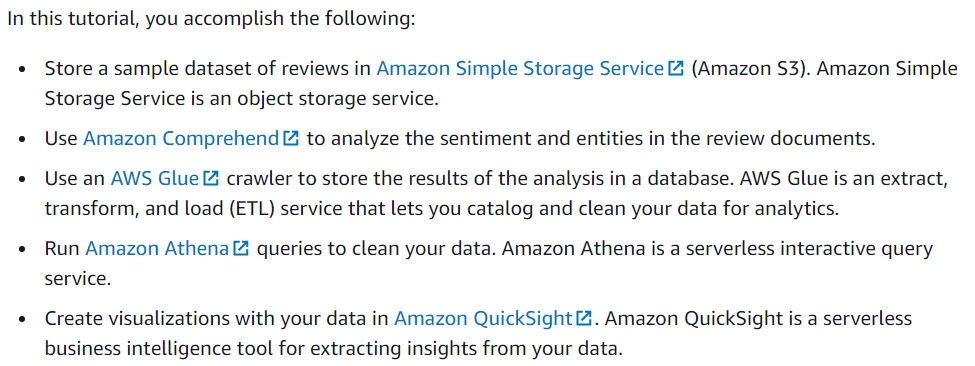 In this tutorial, you accomplish the following:
• Store a sample dataset of reviews in Amazon Simple Storage Service (Amazon S3). Amazon Simple
Storage Service is an object storage service.
• Use Amazon Comprehend to analyze the sentiment and entities in the review documents.
• Use an AWS Glue crawler to store the results of the analysis in a database. AWS Glue is an extract,
transform, and load (ETL) service that lets you catalog and clean your data for analytics.
• Run Amazon Athena queries to clean your data. Amazon Athena is a serverless interactive query
service.
• Create visualizations with your data in Amazon QuickSight. Amazon QuickSight is a serverless
business intelligence tool for extracting insights from your data.